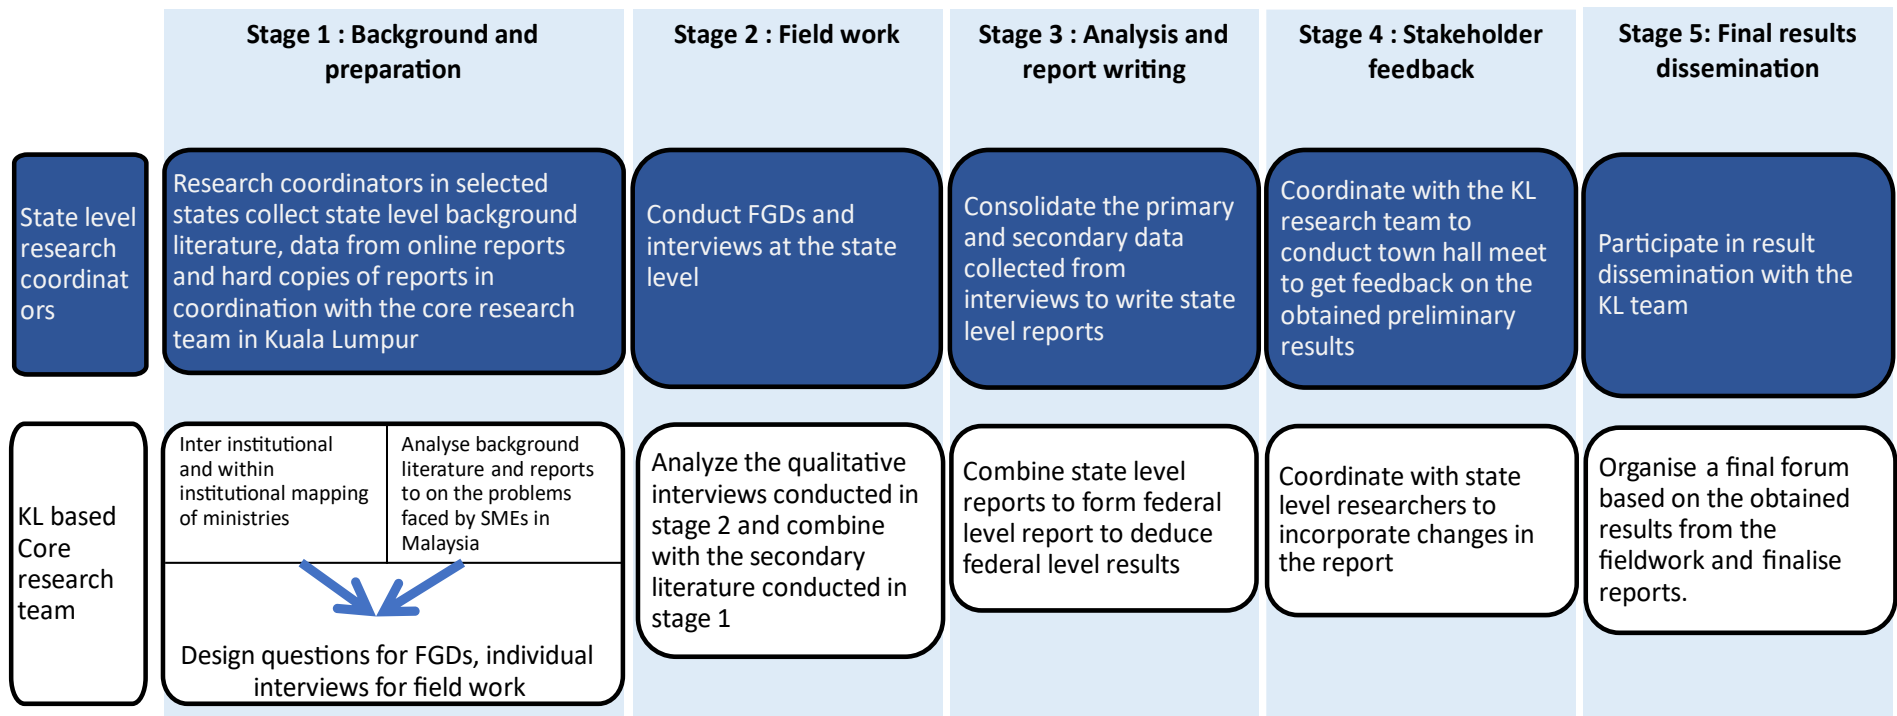 Stage 1 : Background and
preparation
Stage 2 : Field work
Stage 3 : Analysis and
report writing
Stage 4 : Stakeholder
feedback
Stage 5: Final results
dissemination
State level
research
coordinat
ors
Research coordinators in selected
states collect state level background
literature, data from online reports
and hard copies of reports in
coordination with the core research
team in Kuala Lumpur
Conduct FGDs and
interviews at the state
level
Consolidate the primary
and secondary data
collected from
interviews to write state
level reports
Coordinate with the KL
research team to
conduct town hall meet
to get feedback on the
obtained preliminary
results
Participate in result
dissemination with the
KL team
KL based
Core
research
team
Inter institutional
and within
institutional mapping
of ministries
Analyse background
literature and reports
to on the problems
faced by SMEs in
Malaysia
Design questions for FGDs, individual
interviews for field work
Analyze the qualitative
interviews conducted in
stage 2 and combine
with the secondary
literature conducted in
stage 1
Combine state level
reports to form federal
level report to deduce
federal level results
Coordinate with state
level researchers to
incorporate changes in
the report
Organise a final forum
based on the obtained
results from the
fieldwork and finalise
reports.